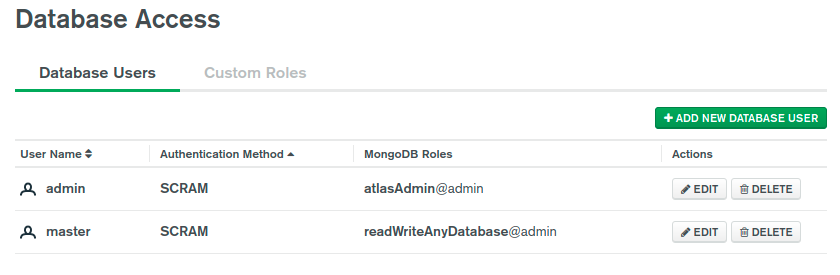 Database Access
Database Users Custom Roles
+ ADD NEW DATABASE USER
User Name Authentication Method MongoDB Roles Actions
admin SCRAM atlasAdmin@admin EDIT DELETE
master SCRAM readWriteAnyDatabase@admin EDIT DELETE